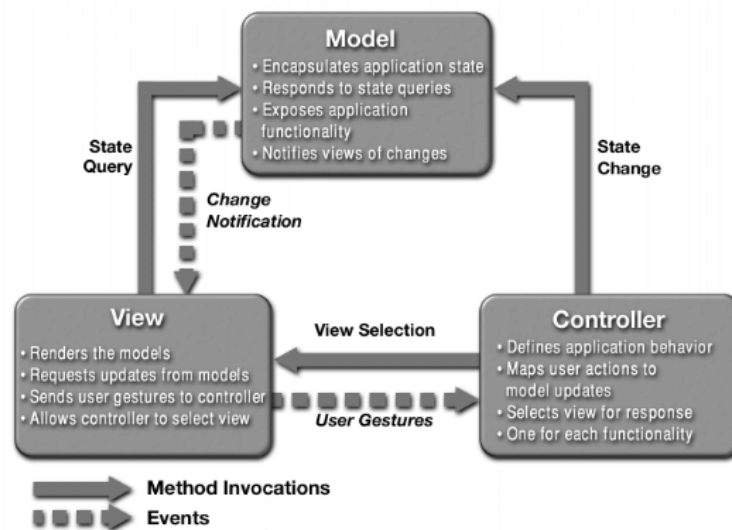 Model
• Encapsulates application state
• Responds to state queries
• Exposes application
functionality
• Notifies views of changes
State
Query
State
Change
Change
Notification
View
• Renders the models
• Requests updates from models
• Sends user gestures to controller
• Allows controller to select view
View Selection
User Gestures
Controller
• Defines application behavior
• Maps user actions to
model updates
• Selects view for response
• One for each functionality
Method Invocations
Events